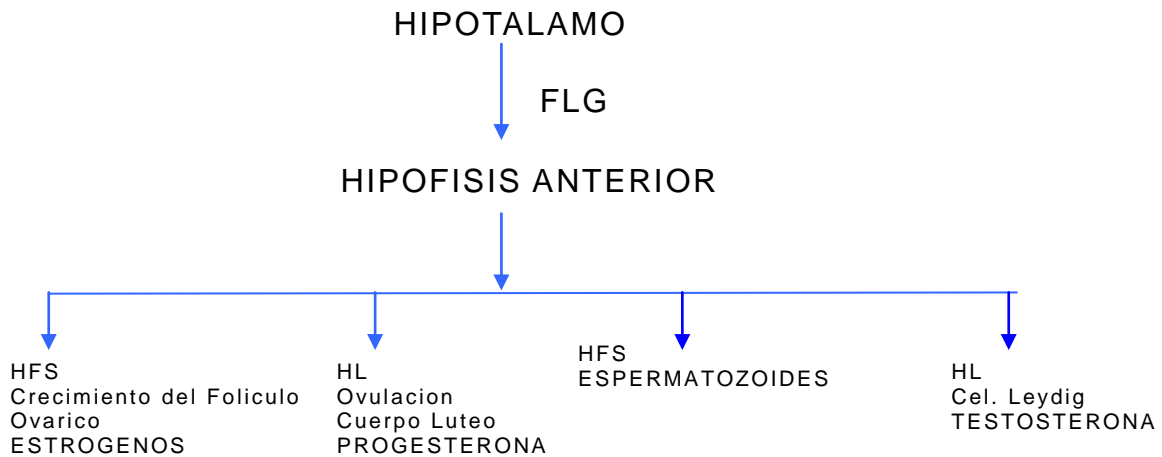 HIPOTALAMO
FLG
HIPOFISIS ANTERIOR
HFS
Crecimiento del Foliculo
Ovarico
ESTROGENOS
HL
Ovulacion
Cuerpo Luteo
PROGESTERONA
HFS
ESPERMATOZOIDES
HL
Cel. Leydig
TESTOSTERONA